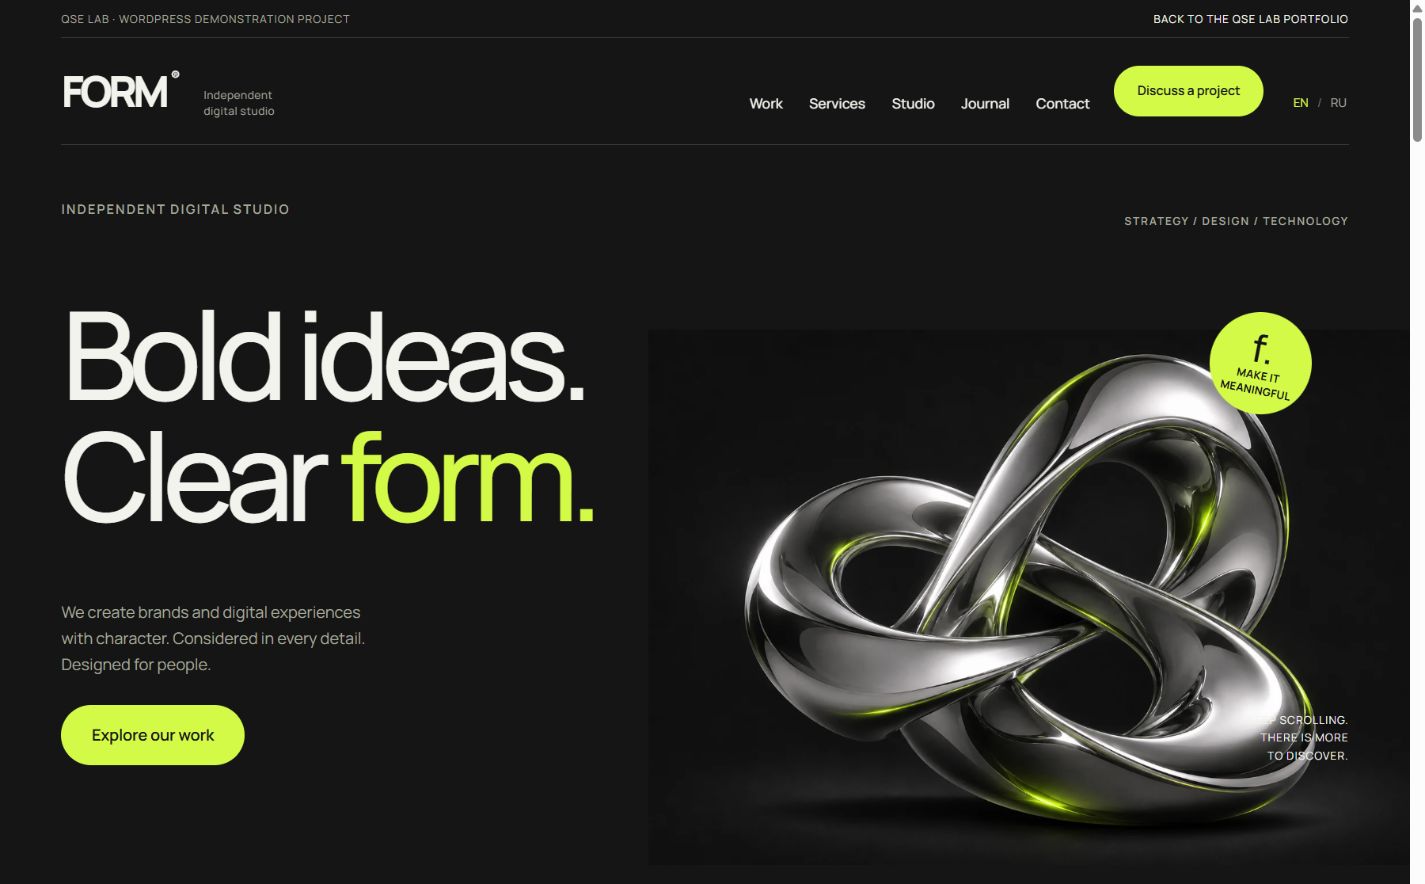 QSE LAB · WORDPRESS DEMONSTRATION PROJECT
BACK TO THE QSE LAB PORTFOLIO
FORM®
Independent
digital studio
Work
Services
Studio
Journal
Contact
Discuss a project
EN / RU
INDEPENDENT DIGITAL STUDIO
STRATEGY / DESIGN / TECHNOLOGY
Bold ideas.
Clear form.
f.
MAKE IT
MEANINGFUL
We create brands and digital experiences
with character. Considered in every detail.
Designed for people.
Explore our work
SCROLLING.
THERE IS MORE
TO DISCOVER.